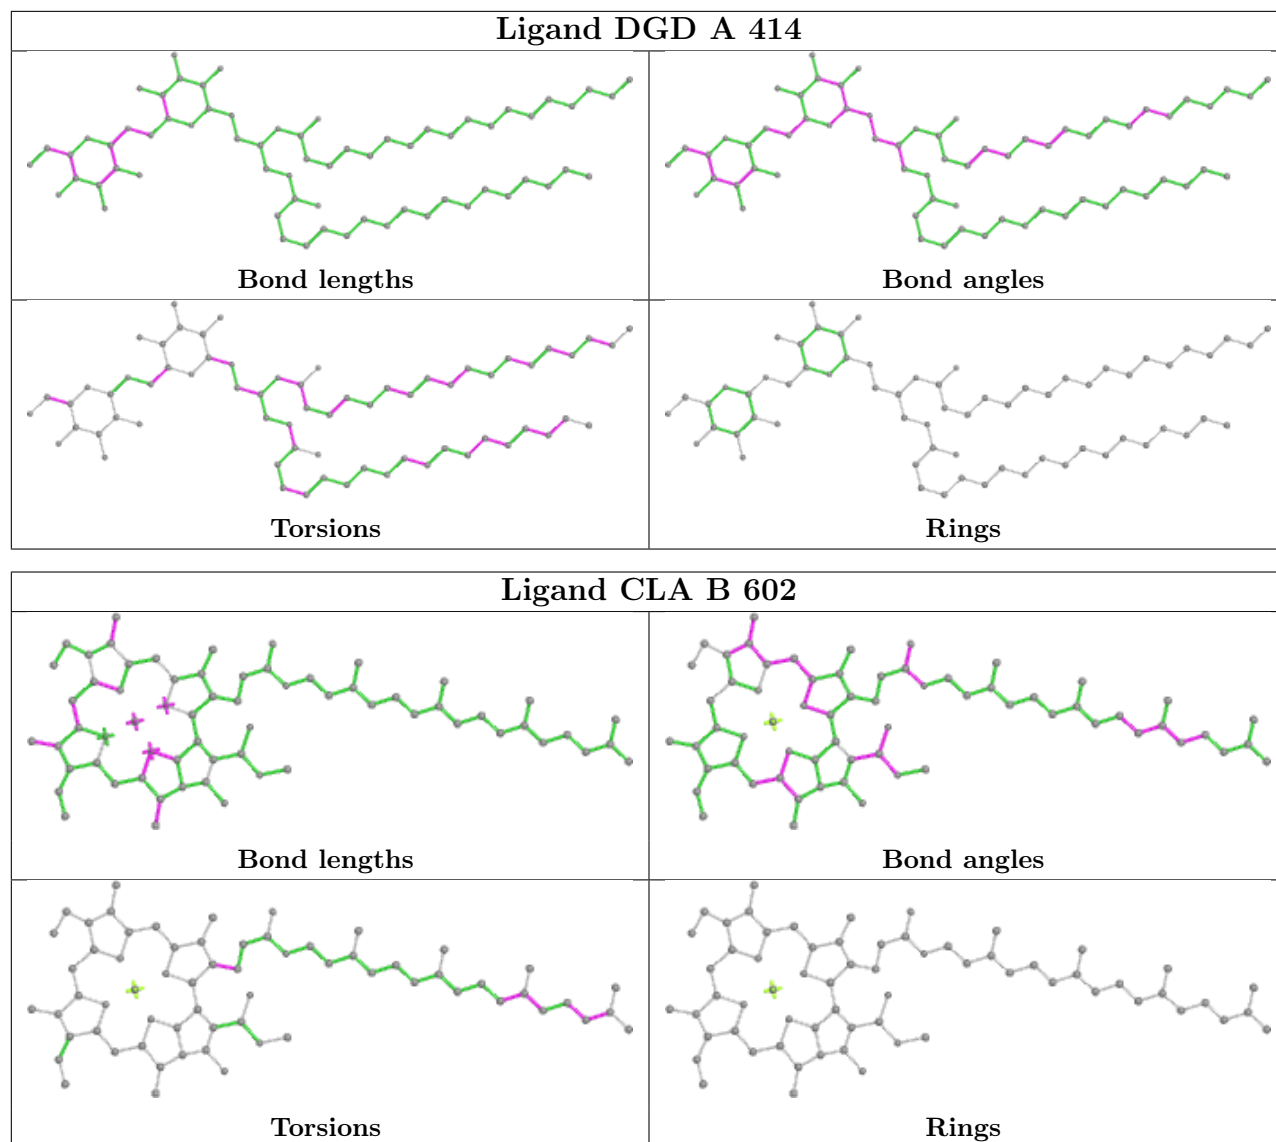 Ligand DGD A 414
Bond lengths
Bond angles
Torsions
Rings
Ligand CLA B 602
Bond lengths
Bond angles
Torsions
Rings